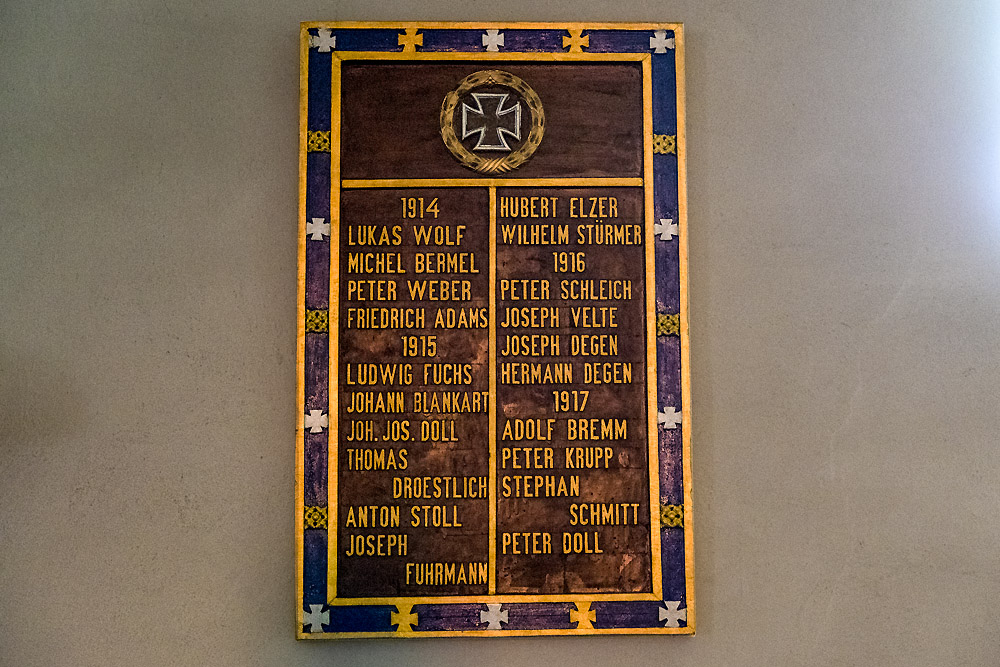 1914
LUKAS WOLF
MICHEL BERMEL
PETER WEBER
FRIEDRICH ADAMS
1915
LUDWIG FUCHS
JOHANN BLANKART
JOH. JOS. DOLL
THOMAS
DROESTLICH
ANTON STOLL
JOSEPH
FUHRMANN
HUBERT ELZER
WILHELM STÜRMER
1916
PETER SCHLEICH
JOSEPH VELTE
JOSEPH DEGEN
HERMANN DEGEN
1917
ADOLF BREMM
PETER KRUPP
STEPHAN
SCHMITT
PETER DOLL